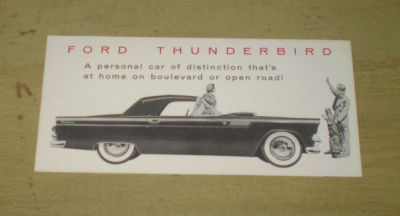 FORD THUNDERBIRD
A personal car of distinction that's
at home on boulevard or open road!